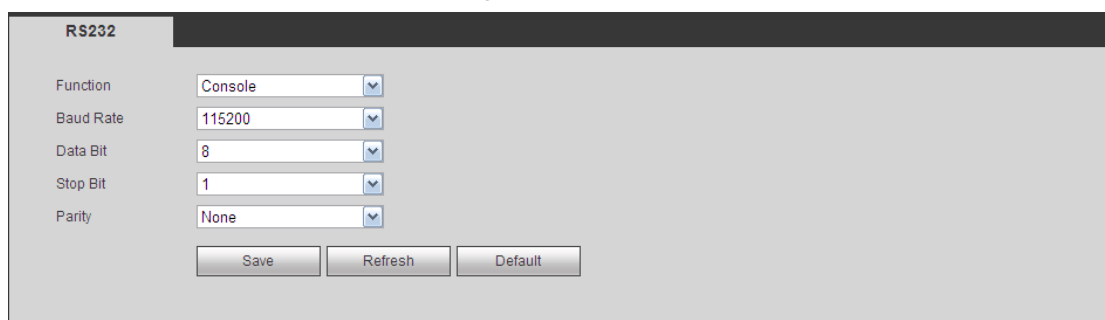 RS232
Function Console
Baud Rate 115200
Data Bit 8
Stop Bit 1
Parity None
Save Refresh Default